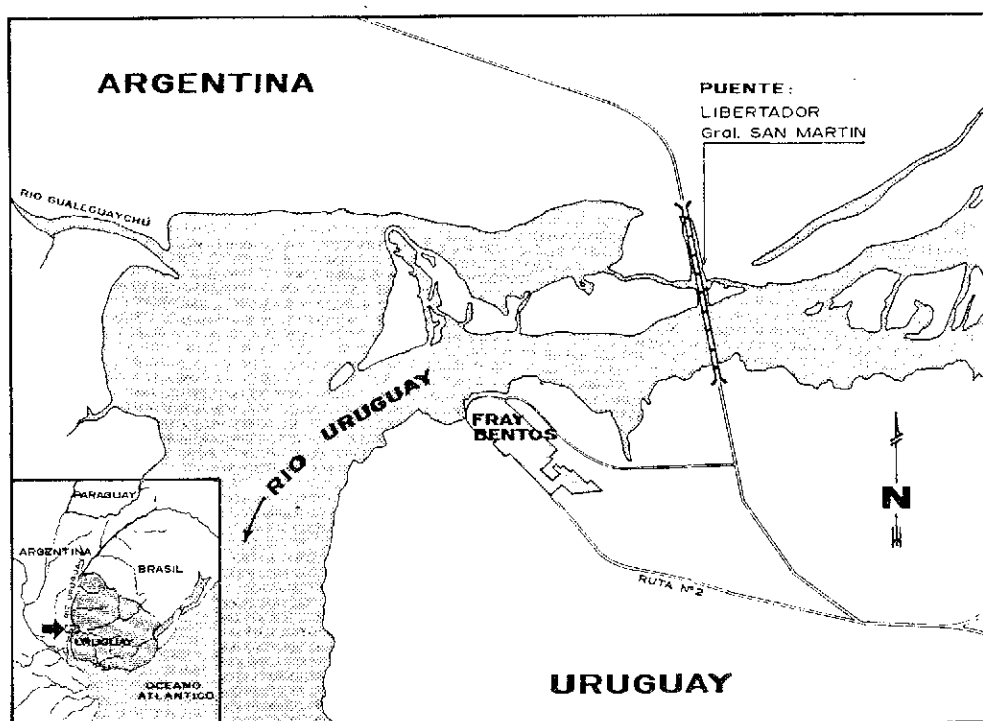 ARGENTINA
PUENTE:
LIBERTADOR
Gral. SAN MARTIN
RIO GUALEGUAYCHÚ
RIO URUGUAY
FRAY
BENTOS
N
RUTA Nº2
URUGUAY
PARAGUAY
ARGENTINA
BRASIL
URUGUAY
OCEANO
ATLANTICO